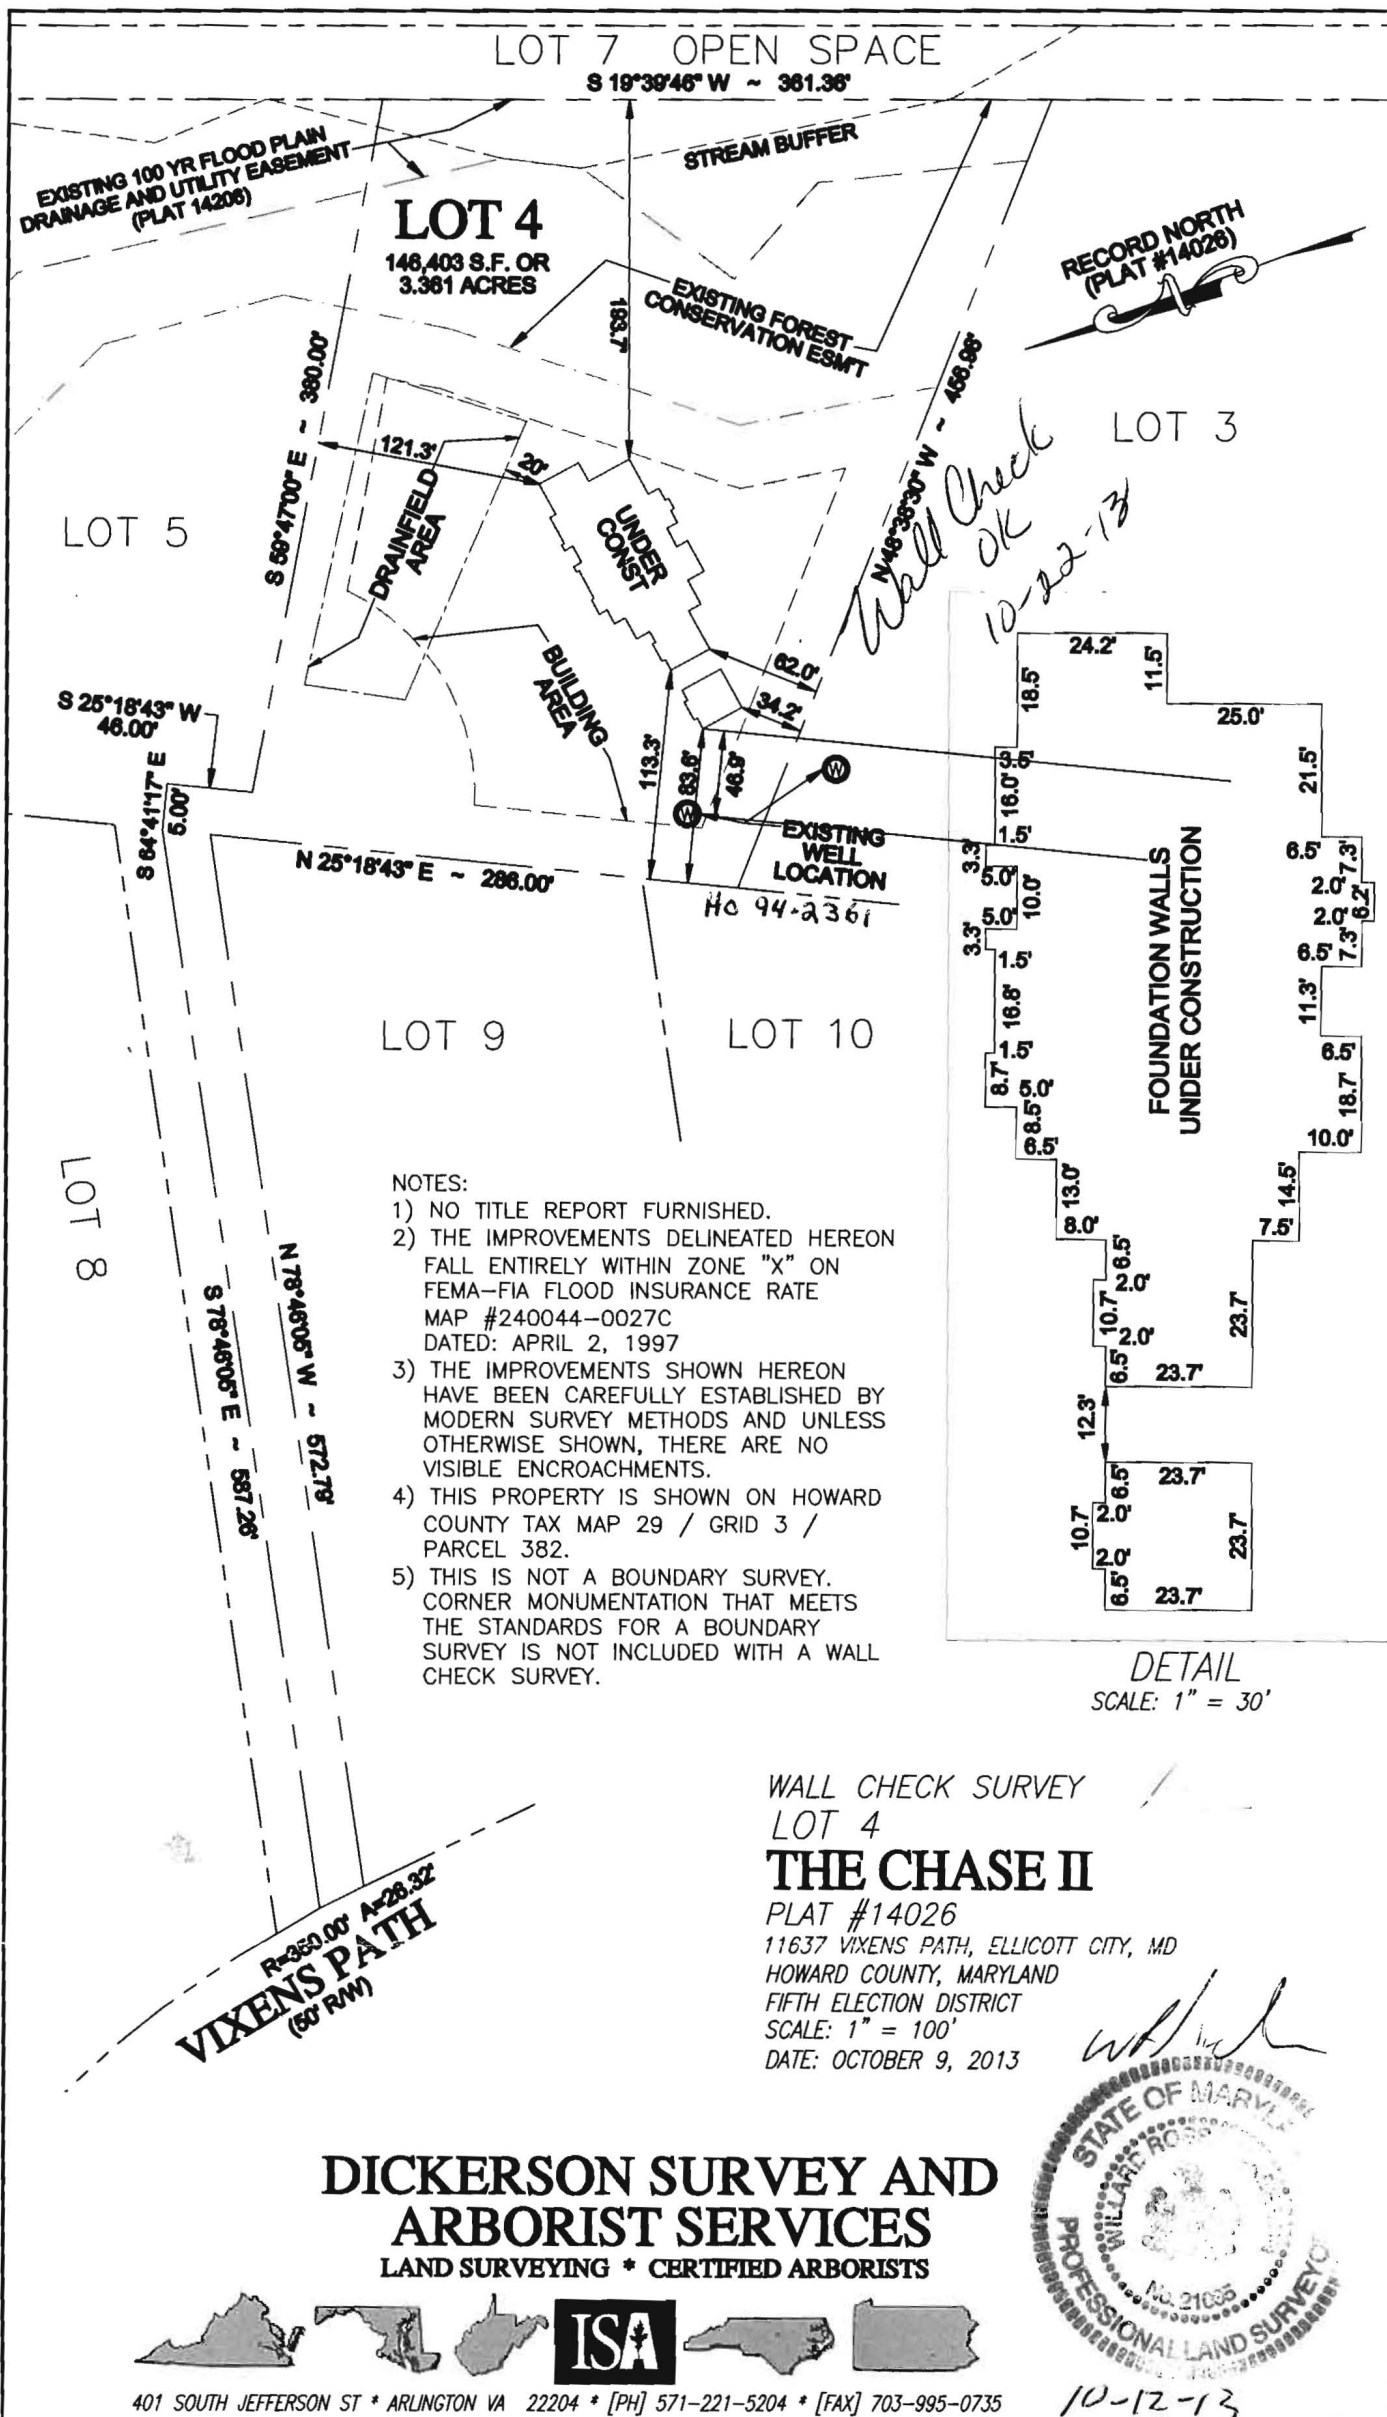 LOT 7 OPEN SPACE
S 19°39'46" W ~ 361.36'
EXISTING 100 YR FLOOD PLAIN
DRAINAGE AND UTILITY EASEMENT
(PLAT 14206)
STREAM BUFFER
LOT 4
146,403 S.F. OR
3.361 ACRES
RECORD NORTH
(PLAT #14026)
EXISTING FOREST
CONSERVATION ESM'T
193.7'
S 59°47'00" E ~ 380.00'
N 48°38'30" W ~ 456.98'
LOT 3
Wall Check
OK
10-22-13
LOT 5
121.3'
20'
DRAINFIELD
AREA
UNDER
CONST
BUILDING
AREA
62.0'
34.2'
S 25°18'43" W
46.00'
S 64°41'17" E
5.00'
113.3'
83.6'
46.9'
W
W
EXISTING
WELL
LOCATION
Ho 94-2361
N 25°18'43" E ~ 286.00'
LOT 9
LOT 10
LOT 8
S 78°46'05" E ~ 587.26'
N 78°46'05" W ~ 572.79'
24.2'
11.5'
18.5'
25.0'
3.5'
16.0'
21.5'
1.5'
3.3'
5.0'
10.0'
6.5'
7.3'
2.0'
6.2'
2.0'
5.0'
3.3'
1.5'
6.5'
7.3'
16.8'
11.3'
1.5'
8.7'
5.0'
6.5'
8.5'
6.5'
18.7'
10.0'
13.0'
14.5'
8.0'
7.5'
6.5'
2.0'
10.7'
2.0'
23.7'
6.5'
23.7'
12.3'
6.5'
23.7'
2.0'
10.7'
2.0'
23.7'
6.5'
23.7'
FOUNDATION WALLS
UNDER CONSTRUCTION
DETAIL
SCALE: 1" = 30'
NOTES:
1) NO TITLE REPORT FURNISHED.
2) THE IMPROVEMENTS DELINEATED HEREON
FALL ENTIRELY WITHIN ZONE "X" ON
FEMA-FIA FLOOD INSURANCE RATE
MAP #240044-0027C
DATED: APRIL 2, 1997
3) THE IMPROVEMENTS SHOWN HEREON
HAVE BEEN CAREFULLY ESTABLISHED BY
MODERN SURVEY METHODS AND UNLESS
OTHERWISE SHOWN, THERE ARE NO
VISIBLE ENCROACHMENTS.
4) THIS PROPERTY IS SHOWN ON HOWARD
COUNTY TAX MAP 29 / GRID 3 /
PARCEL 382.
5) THIS IS NOT A BOUNDARY SURVEY.
CORNER MONUMENTATION THAT MEETS
THE STANDARDS FOR A BOUNDARY
SURVEY IS NOT INCLUDED WITH A WALL
CHECK SURVEY.
R=350.00' A=26.32'
VIXENS PATH
(50' R/W)
WALL CHECK SURVEY
LOT 4
THE CHASE II
PLAT #14026
11637 VIXENS PATH, ELLICOTT CITY, MD
HOWARD COUNTY, MARYLAND
FIFTH ELECTION DISTRICT
SCALE: 1" = 100'
DATE: OCTOBER 9, 2013
STATE OF
WILLARD ROSS
No.
PROFESSIONAL LAND
10-12-13
DICKERSON SURVEY AND
ARBORIST SERVICES
LAND SURVEYING * CERTIFIED ARBORISTS
ISA
401 SOUTH JEFFERSON ST * ARLINGTON VA 22204 * [PH] 571-221-5204 * [FAX] 703-995-0735